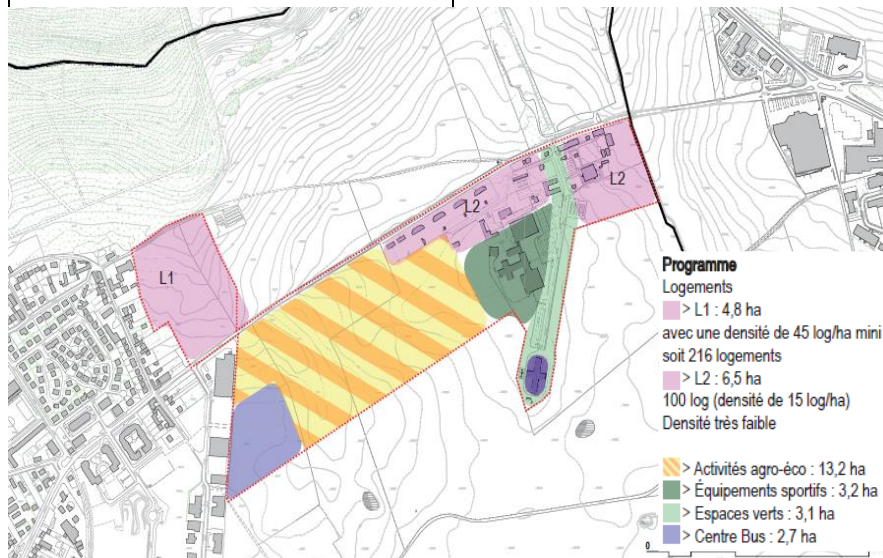 L2
L2
L1
Programme
Logements
> L1 : 4,8 ha
avec une densité de 45 log/ha mini
soit 216 logements
> L2 : 6,5 ha
100 log (densité de 15 log/ha)
Densité très faible
> Activités agro-éco : 13,2 ha
> Équipements sportifs : 3,2 ha
> Espaces verts : 3,1 ha
> Centre Bus : 2,7 ha
0